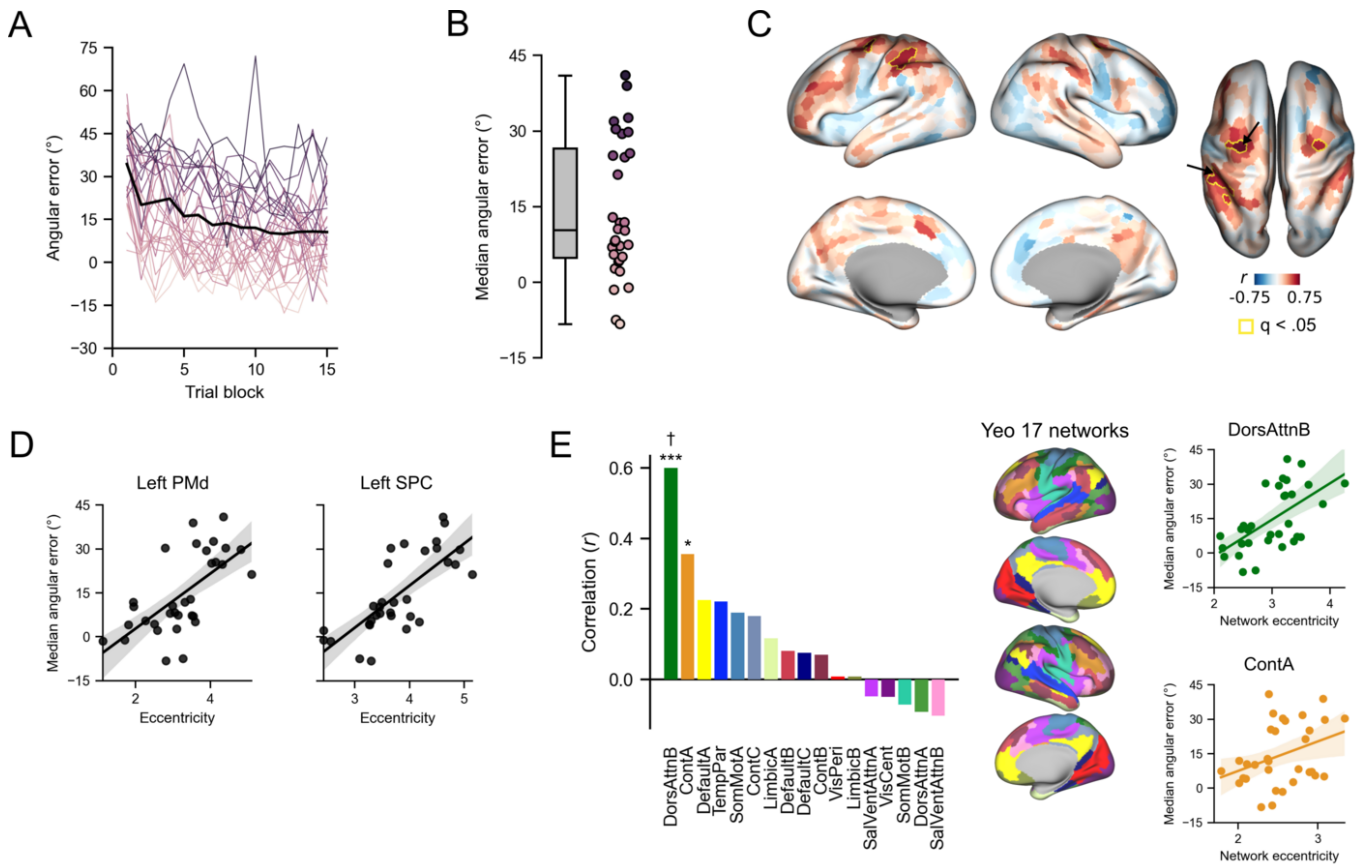 A
Angular error (°)
75
60
45
30
15
0
−15
−30
0
5
10
15
Trial block
B
Median angular error (°)
45
30
15
0
−15
C
r
-0.75 0.75
q < .05
D
Left PMd
Left SPC
Median angular error (°)
45
30
15
0
−15
2
4
Eccentricity
3
4
5
Eccentricity
E
Correlation (r)
†
***
*
0.6
0.4
0.2
0.0
DorsAttnB
ContA
DefaultA
TempPar
SomMotA
ContC
LimbicA
DefaultB
DefaultC
ContB
VisPeri
LimbicB
SalVentAttnA
VisCent
SomMotB
DorsAttnA
SalVentAttnB
Yeo 17 networks
DorsAttnB
Median angular error (°)
45
30
15
0
−15
2
3
4
Network eccentricity
ContA
Median angular error (°)
45
30
15
0
−15
2
3
Network eccentricity